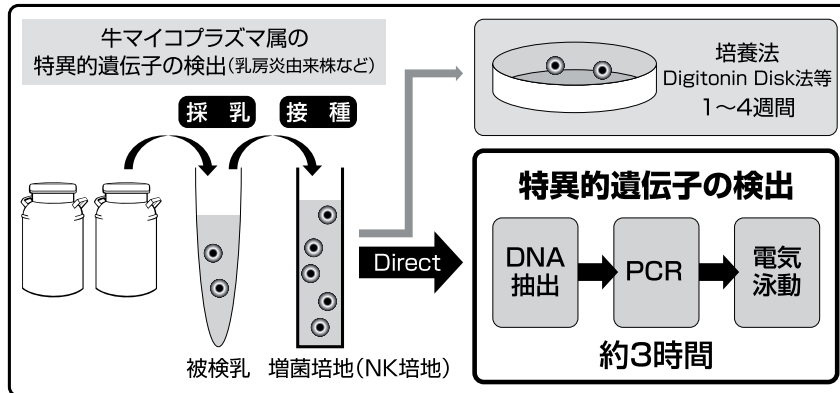 牛マイコプラズマ属の
特異的遺伝子の検出(乳房炎由来株など)
採 乳
接 種
被検乳
増菌培地(NK培地)
培養法
Digitonin Disk法等
1〜4週間
Direct
特異的遺伝子の検出
DNA
抽出
PCR
電気
泳動
約3時間